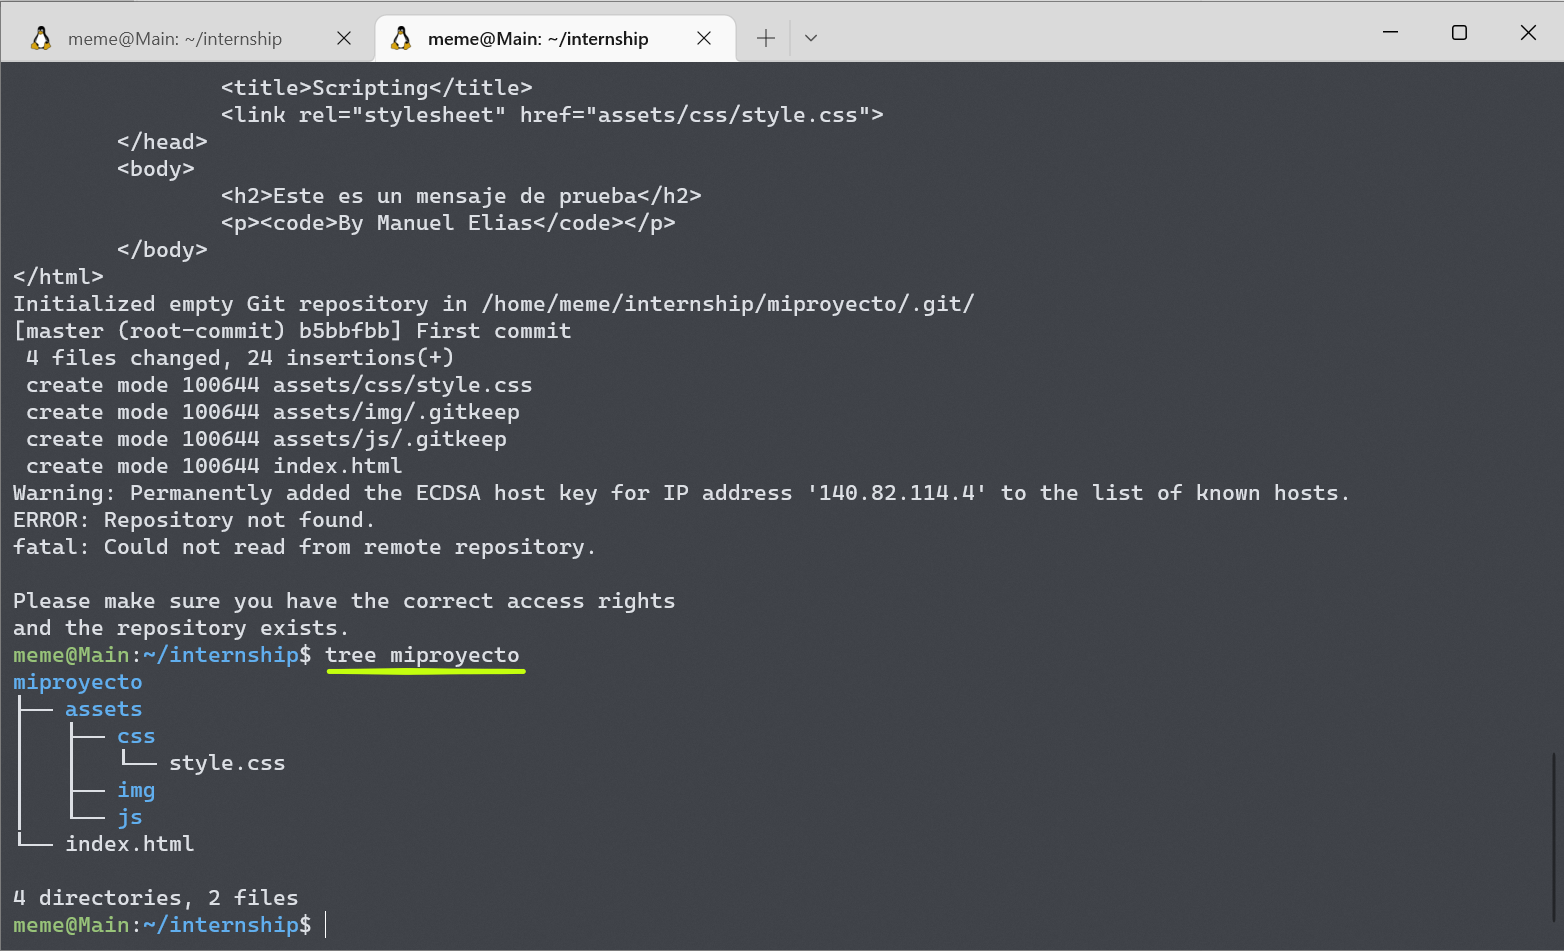 meme@Main: ~/internship
meme@Main: ~/internship
<title>Scripting</title>
<link rel="stylesheet" href="assets/css/style.css">
</head>
<body>
<h2>Este es un mensaje de prueba</h2>
<p><code>By Manuel Elias</code></p>
</body>
</html>
Initialized empty Git repository in /home/meme/internship/miproyecto/.git/
[master (root-commit) b5bbfbb] First commit
4 files changed, 24 insertions(+)
create mode 100644 assets/css/style.css
create mode 100644 assets/img/.gitkeep
create mode 100644 assets/js/.gitkeep
create mode 100644 index.html
Warning: Permanently added the ECDSA host key for IP address '140.82.114.4' to the list of known hosts.
ERROR: Repository not found.
fatal: Could not read from remote repository.
Please make sure you have the correct access rights
and the repository exists.
meme@Main:~/internship$ tree miproyecto
miproyecto
├── assets
│   ├── css
│   │   └── style.css
│   ├── img
│   └── js
└── index.html
4 directories, 2 files
meme@Main:~/internship$